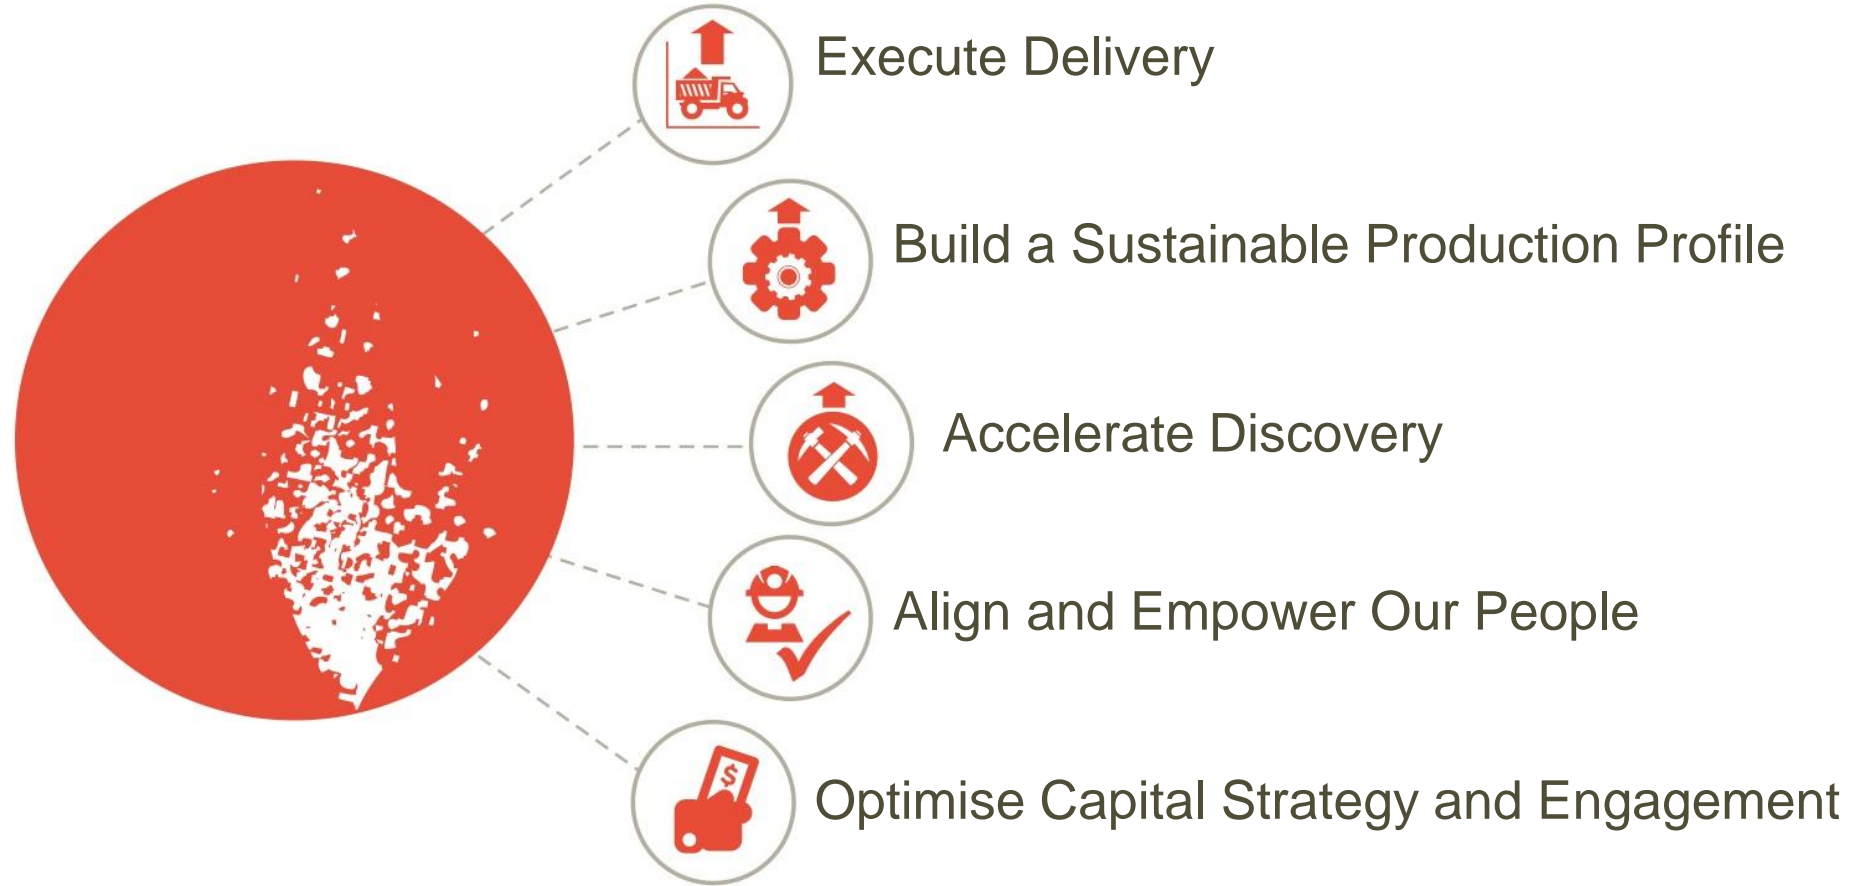 Execute Delivery
Build a Sustainable Production Profile
Accelerate Discovery
Align and Empower Our People
$
Optimise Capital Strategy and Engagement